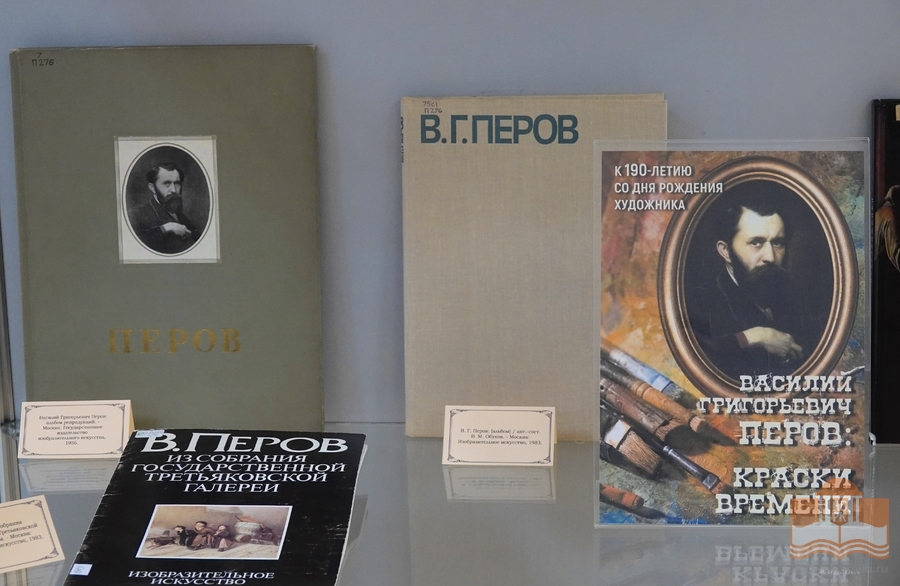 П276
ПЕРОВ
Василий Григорьевич Перов:
альбом репродукций. -
Москва: Государственное
издательство
изобразительного искусства,
1956.
75с1
П276
В.Г.ПЕРОВ
В. Г. Перов: [альбом] / авт.-сост.
В. М. Обухов. - Москва:
Изобразительное искусство, 1983.
К 190-ЛЕТИЮ
СО ДНЯ РОЖДЕНИЯ
ХУДОЖНИКА
ВАСИЛИЙ
ГРИГОРЬЕВИЧ
ПЕРОВ:
КРАСКИ
ВРЕМЕНИ
В.ПЕРОВ
ИЗ СОБРАНИЯ
ГОСУДАРСТВЕННОЙ
ТРЕТЬЯКОВСКОЙ
ГАЛЕРЕИ
ИЗОБРАЗИТЕЛЬНОЕ
ИСКУССТВО
собрания
Третьяковской
- Москва:
искусство, 1983.